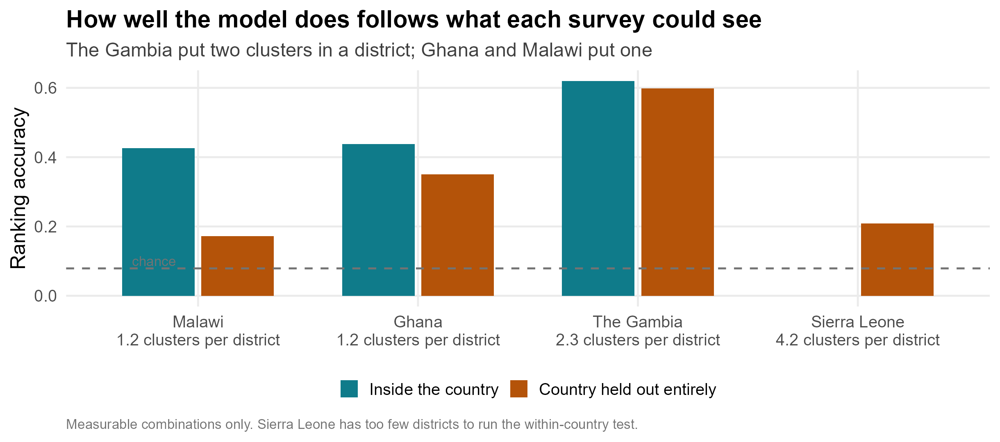 How well the model does follows what each survey could see
The Gambia put two clusters in a district; Ghana and Malawi put one
Ranking accuracy
0.6
0.4
0.2
0.0
chance
Malawi
1.2 clusters per district
Ghana
1.2 clusters per district
The Gambia
2.3 clusters per district
Sierra Leone
4.2 clusters per district
Inside the country
Country held out entirely
Measurable combinations only. Sierra Leone has too few districts to run the within-country test.